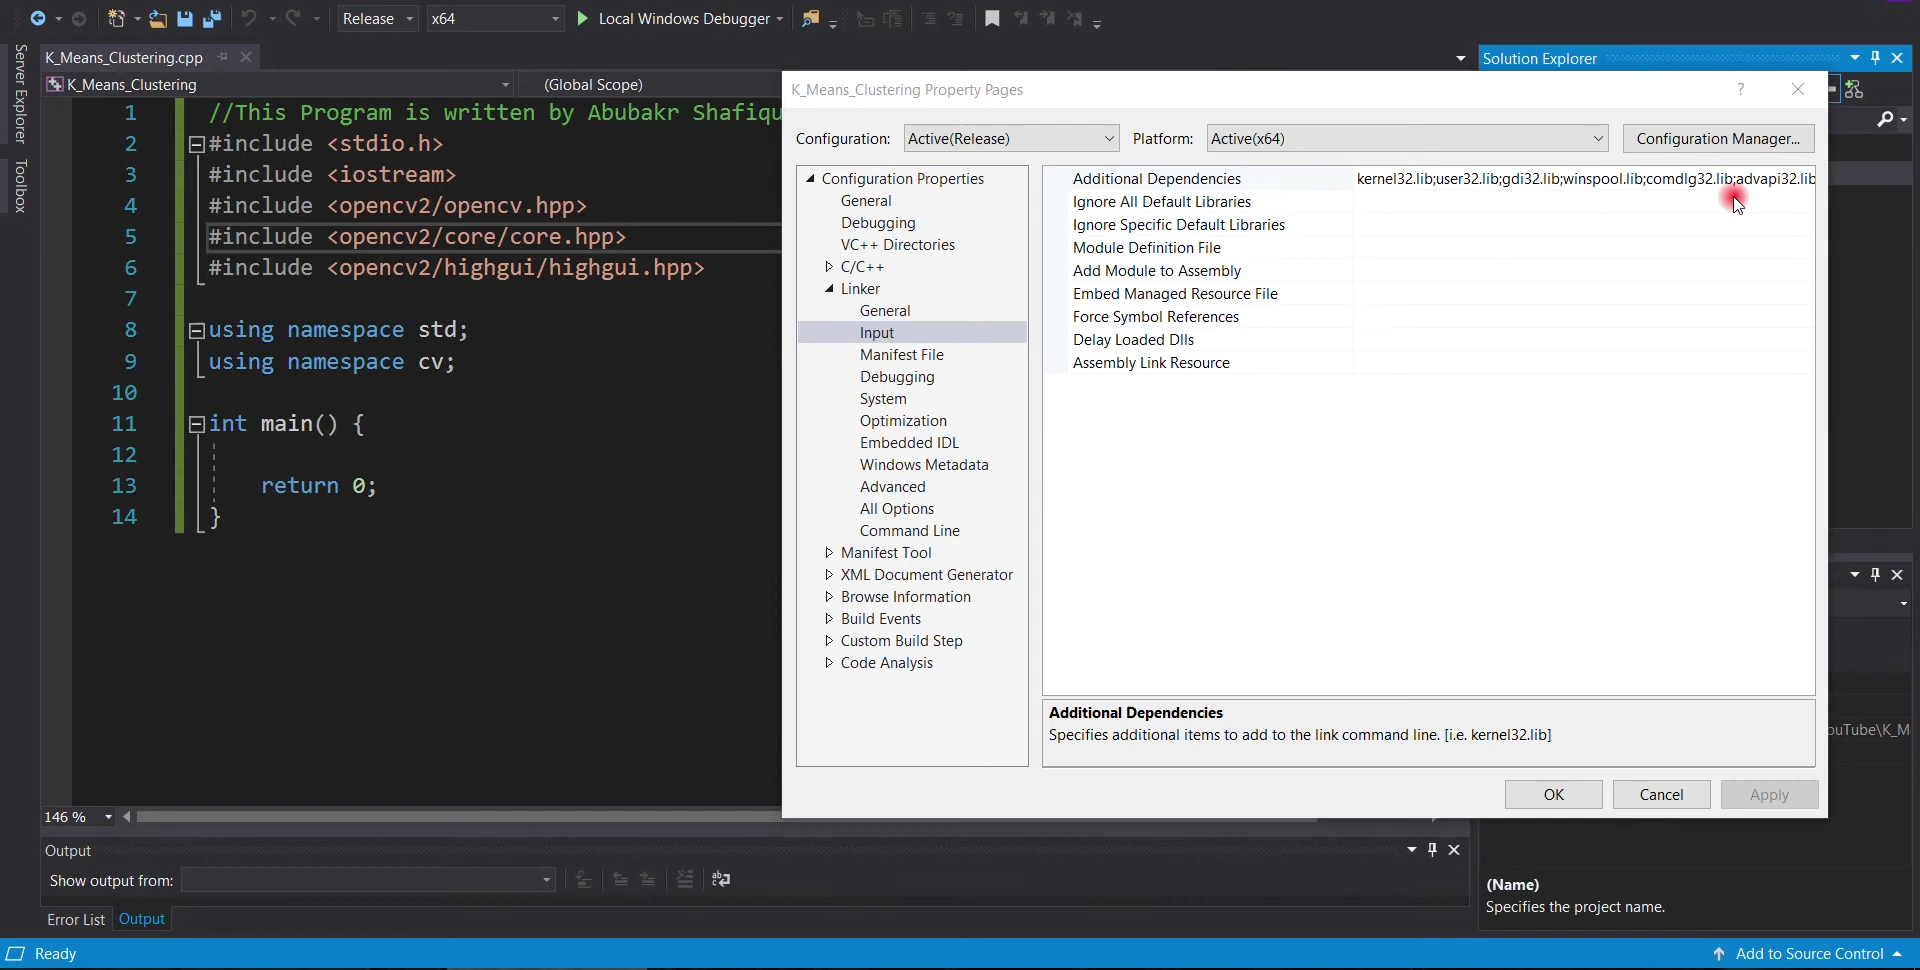 Release
x64
Local Windows Debugger
Server Explorer
Toolbox
K_Means_Clustering.cpp
K_Means_Clustering
(Global Scope)
1 //This Program is written by Abubakr Shafiqu
2 #include <stdio.h>
3 #include <iostream>
4 #include <opencv2/opencv.hpp>
5 #include <opencv2/core/core.hpp>
6 #include <opencv2/highgui/highgui.hpp>
7
8 using namespace std;
9 using namespace cv;
10
11 int main() {
12
13 return 0;
14 }
146 %
K_Means_Clustering Property Pages
?
Configuration: Active(Release) Platform: Active(x64) Configuration Manager...
Configuration Properties
General
Debugging
VC++ Directories
C/C++
Linker
General
Input
Manifest File
Debugging
System
Optimization
Embedded IDL
Windows Metadata
Advanced
All Options
Command Line
Manifest Tool
XML Document Generator
Browse Information
Build Events
Custom Build Step
Code Analysis
Additional Dependencies kernel32.lib;user32.lib;gdi32.lib;winspool.lib;comdlg32.lib;advapi32.lib
Ignore All Default Libraries
Ignore Specific Default Libraries
Module Definition File
Add Module to Assembly
Embed Managed Resource File
Force Symbol References
Delay Loaded Dlls
Assembly Link Resource
Additional Dependencies
Specifies additional items to add to the link command line. [i.e. kernel32.lib]
OK Cancel Apply
Solution Explorer
ouTube\K_M
(Name)
Specifies the project name.
Output
Show output from:
Error List Output
Ready
Add to Source Control